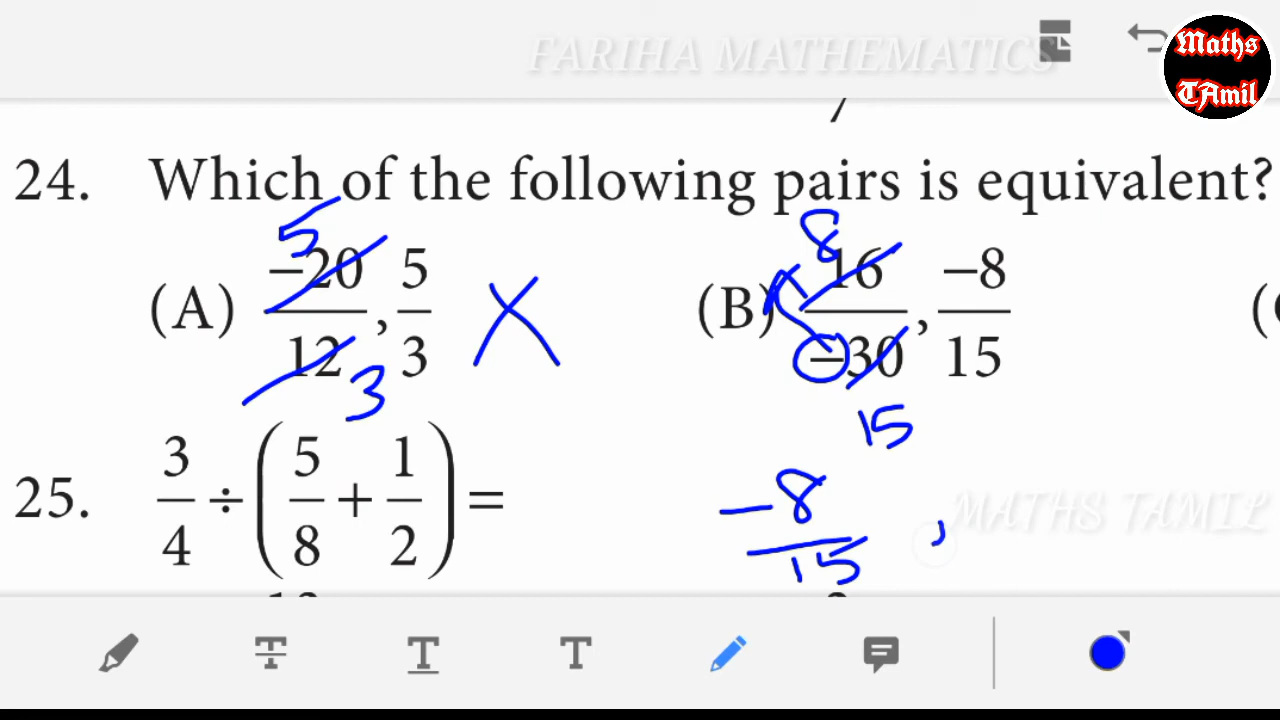 FARIHA MATHEMATICS
Maths
TAmil
7
24. Which of the following pairs is equivalent?
5 8
(A) −20/12, 5/3 X (B) 16/−30, −8/15 (
3 15
25. 3/4 ÷ (5/8 + 1/2) =
−8/15 ,
MATHS TAMIL